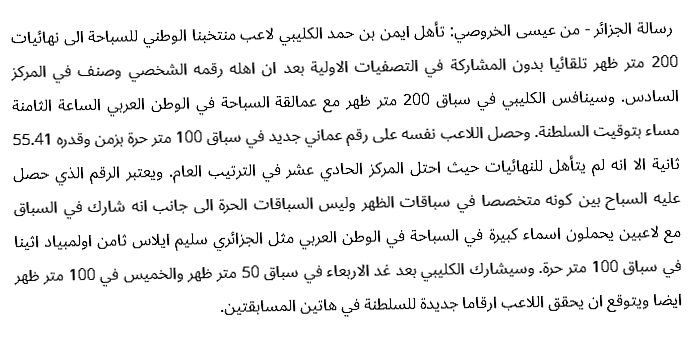 رسالة الجزائر - من عيسى الخروصي: تأهل ايمن بن حمد الكليبي لاعب منتخبنا الوطني للسباحة الى نهائيات
200 متر ظهر تلقائيا بدون المشاركة في التصفيات الاولية بعد ان اهله رقمه الشخصي وصنف في المركز
السادس. وسينافس الكليبي في سباق 200 متر ظهر مع عمالقة السباحة في الوطن العربي الساعة الثامنة
مساء بتوقيت السلطنة. وحصل اللاعب نفسه على رقم عماني جديد في سباق 100 متر حرة بزمن وقدره 55.41
ثانية الا انه لم يتأهل للنهائيات حيث احتل المركز الحادي عشر في الترتيب العام. ويعتبر الرقم الذي حصل
عليه السباح بين كونه متخصصا في سباقات الظهر وليس السباقات الحرة الى جانب انه شارك في السباق
مع لاعبين يحملون اسماء كبيرة في السباحة في الوطن العربي مثل الجزائري سليم ايلاس ثامن اولمبياد اثينا
في سباق 100 متر حرة. وسيشارك الكليبي بعد غد الاربعاء في سباق 50 متر ظهر والخميس في 100 متر ظهر
ايضا ويتوقع ان يحقق اللاعب ارقاما جديدة للسلطنة في هاتين المسابقتين.